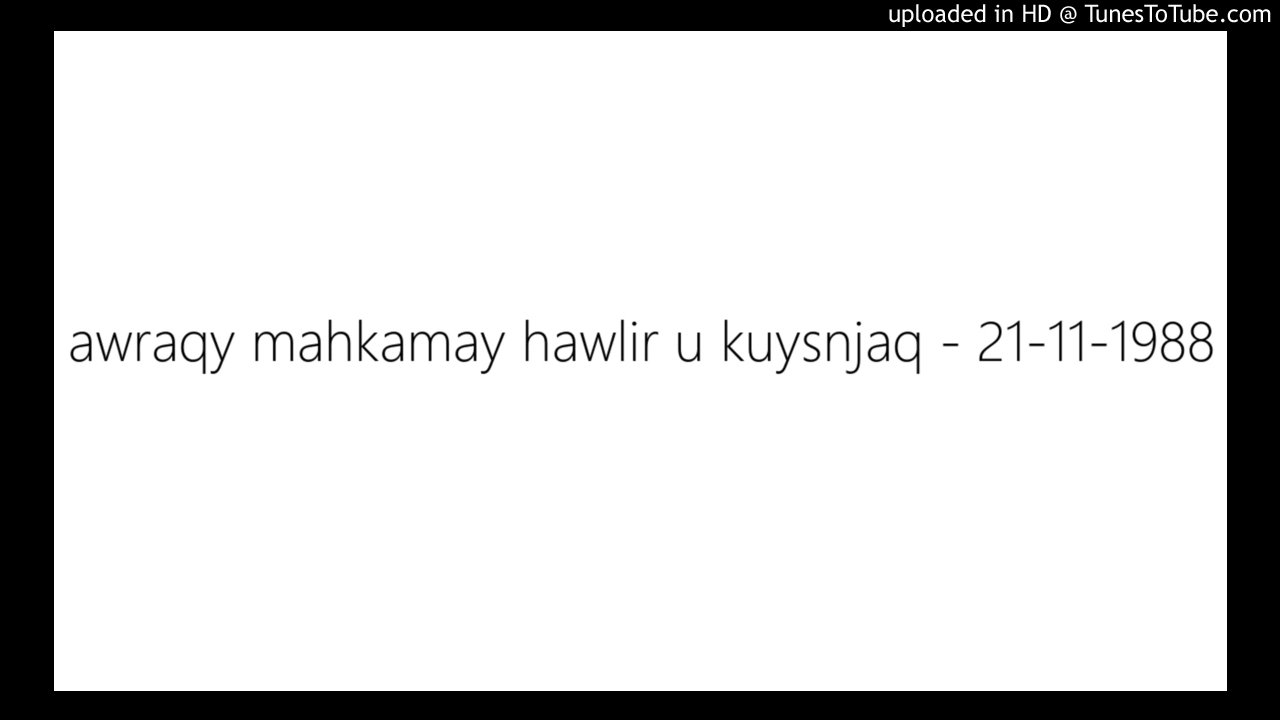 uploaded in HD @ TunesToTube.com
awraqy mahkamay hawlir u kuysnjaq - 21-11-1988